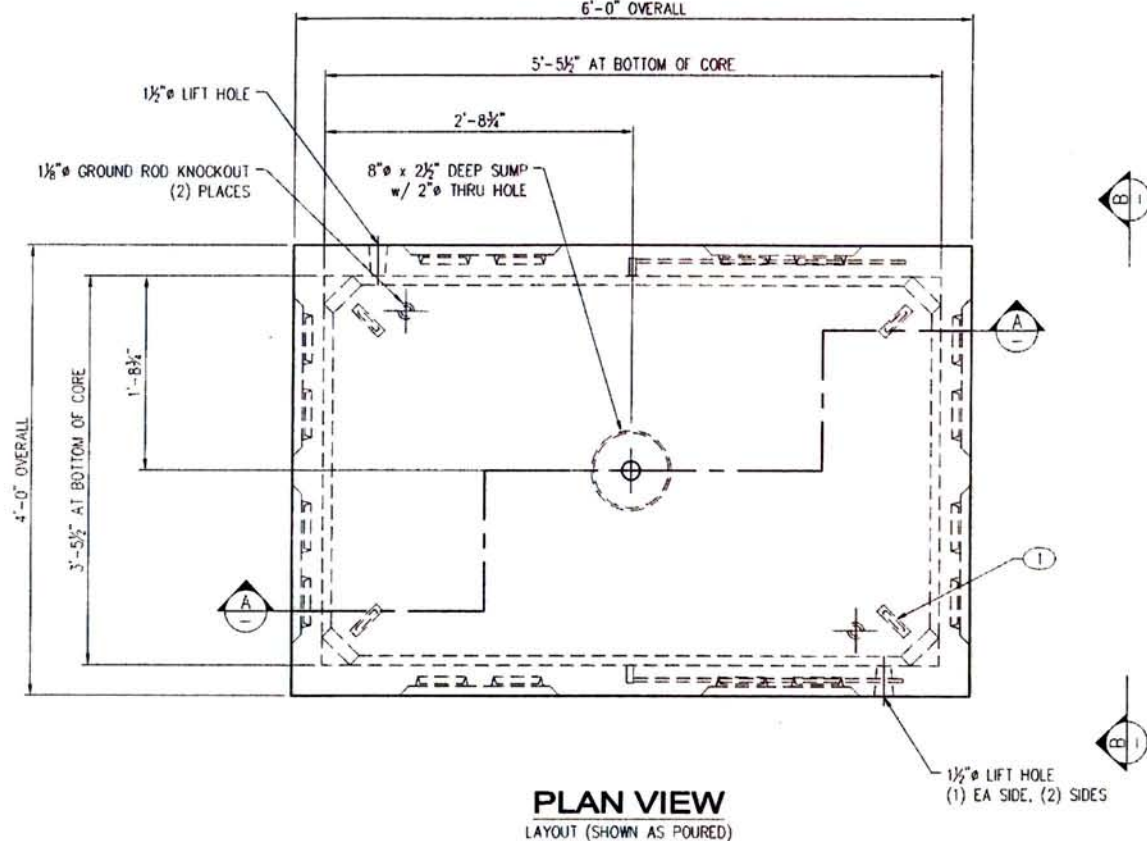 6'-0" OVERALL
5'-5½" AT BOTTOM OF CORE
1½"ø LIFT HOLE
2'-8¾"
1⅛"ø GROUND ROD KNOCKOUT
(2) PLACES
8"ø x 2½" DEEP SUMP
w/ 2"ø THRU HOLE
B
1
4'-0" OVERALL
3'-5½" AT BOTTOM OF CORE
1'-8¾"
A
–
1
A
–
B
1
1½"ø LIFT HOLE
(1) EA SIDE, (2) SIDES
PLAN VIEW
LAYOUT (SHOWN AS POURED)